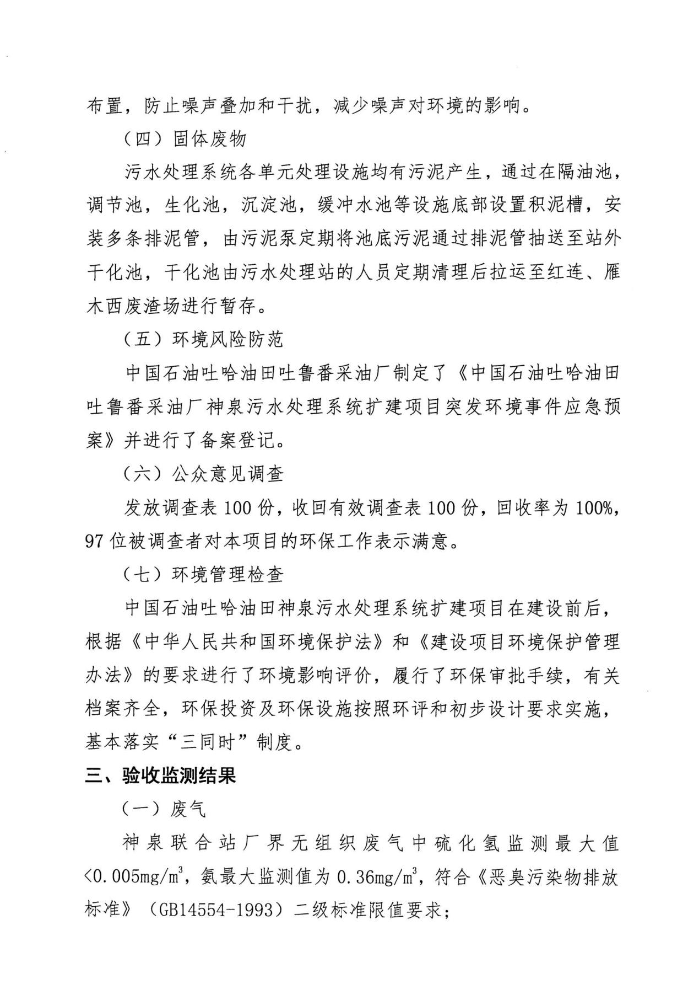 布置，防止噪声叠加和干扰，减少噪声对环境的影响。
（四）固体废物
污水处理系统各单元处理设施均有污泥产生，通过在隔油池，
调节池，生化池，沉淀池，缓冲水池等设施底部设置积泥槽，安
装多条排泥管，由污泥泵定期将池底污泥通过排泥管抽送至站外
干化池，干化池由污水处理站的人员定期清理后拉运至红连、雁
木西废渣场进行暂存。
（五）环境风险防范
中国石油吐哈油田吐鲁番采油厂制定了《中国石油吐哈油田
吐鲁番采油厂神泉污水处理系统扩建项目突发环境事件应急预
案》并进行了备案登记。
（六）公众意见调查
发放调查表 100 份，收回有效调查表 100 份，回收率为 100%，
97 位被调查者对本项目的环保工作表示满意。
（七）环境管理检查
中国石油吐哈油田神泉污水处理系统扩建项目在建设前后，
根据《中华人民共和国环境保护法》和《建设项目环境保护管理
办法》的要求进行了环境影响评价，履行了环保审批手续，有关
档案齐全，环保投资及环保设施按照环评和初步设计要求实施，
基本落实“三同时”制度。
三、验收监测结果
（一）废气
神泉联合站厂界无组织废气中硫化氢监测最大值
<0.005mg/m³，氨最大监测值为 0.36mg/m³，符合《恶臭污染物排放
标准》（GB14554-1993）二级标准限值要求；